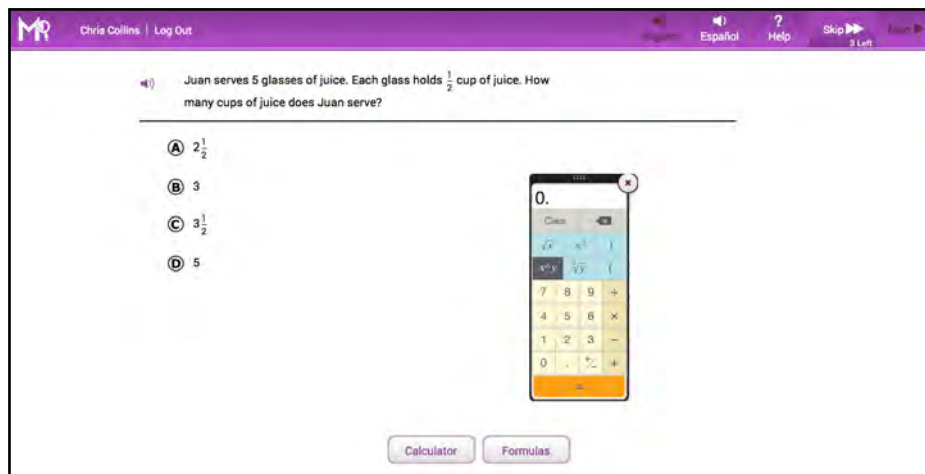 MR Chris Collins | Log Out Español ? Help Skip 3 Left
Juan serves 5 glasses of juice. Each glass holds 1/2 cup of juice. How
many cups of juice does Juan serve?
A 2 1/2
B 3
C 3 1/2
D 5
0.
Clear
√x x² )
x^y ʸ√ (
7 8 9 ÷
4 5 6 ×
1 2 3 −
0 . +/- +
=
Calculator Formulas